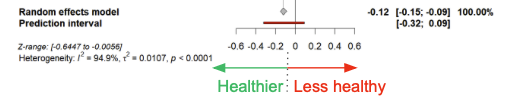 Random effects model -0.12 [-0.15; -0.09] 100.00%
Prediction interval [-0.32; 0.09]
Z-range: [-0.6447 to -0.0056]
-0.6 -0.4 -0.2 0 0.2 0.4 0.6
Heterogeneity: I² = 94.9%, τ² = 0.0107, p < 0.0001
Healthier Less healthy